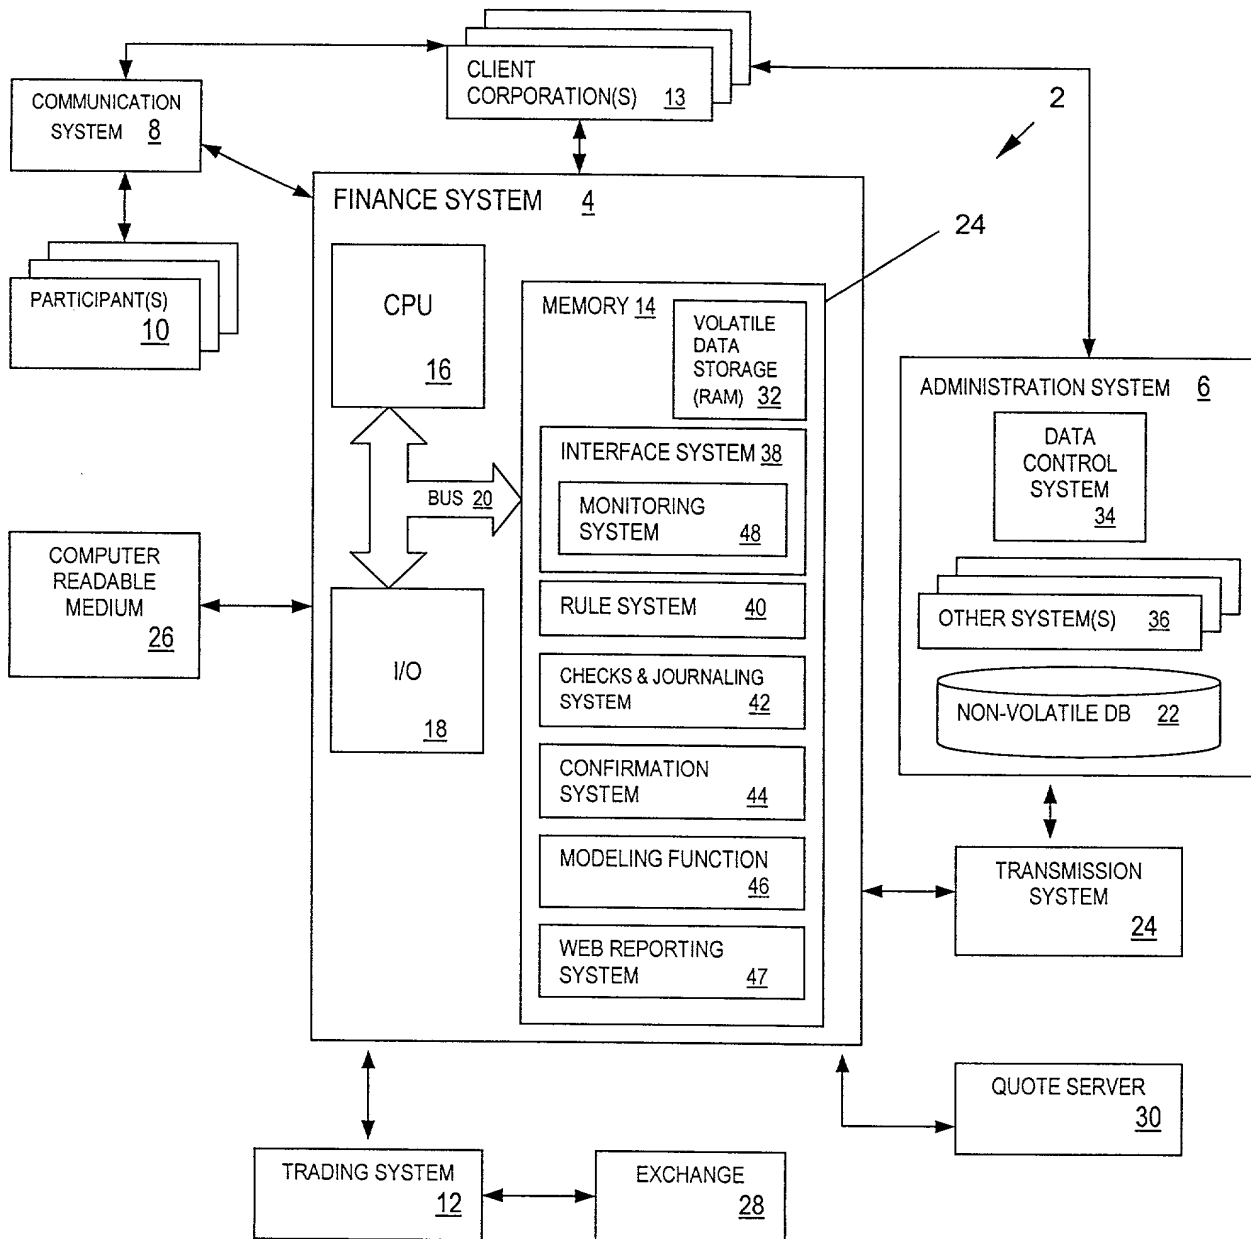 CLIENT
CORPORATION(S) 13
2
COMMUNICATION
SYSTEM 8
24
FINANCE SYSTEM 4
PARTICIPANT(S)
10
CPU
16
MEMORY 14
VOLATILE
DATA
STORAGE
(RAM) 32
ADMINISTRATION SYSTEM 6
DATA
CONTROL
SYSTEM
34
INTERFACE SYSTEM 38
BUS 20
MONITORING
SYSTEM 48
COMPUTER
READABLE
MEDIUM
26
RULE SYSTEM 40
OTHER SYSTEM(S) 36
I/O
18
CHECKS & JOURNALING
SYSTEM 42
NON-VOLATILE DB 22
CONFIRMATION
SYSTEM 44
MODELING FUNCTION
46
TRANSMISSION
SYSTEM
24
WEB REPORTING
SYSTEM 47
QUOTE SERVER
30
TRADING SYSTEM
12
EXCHANGE
28